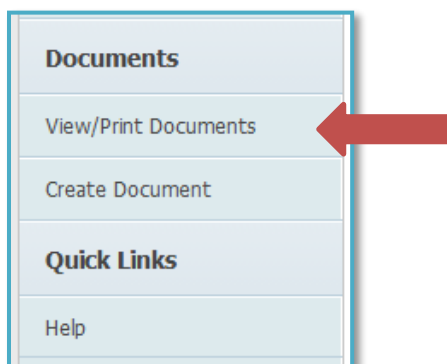 Documents
View/Print Documents
Create Document
Quick Links
Help